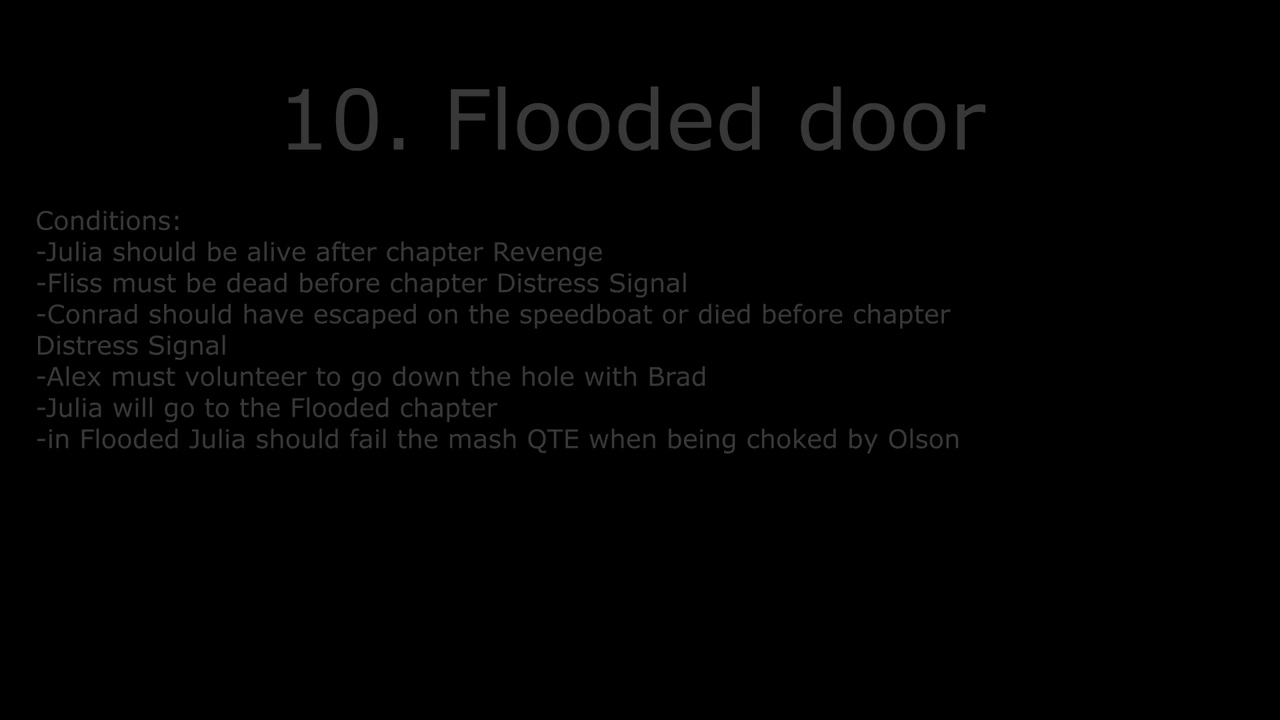 10. Flooded door
Conditions:
-Julia should be alive after chapter Revenge
-Fliss must be dead before chapter Distress Signal
-Conrad should have escaped on the speedboat or died before chapter
Distress Signal
-Alex must volunteer to go down the hole with Brad
-Julia will go to the Flooded chapter
-in Flooded Julia should fail the mash QTE when being choked by Olson